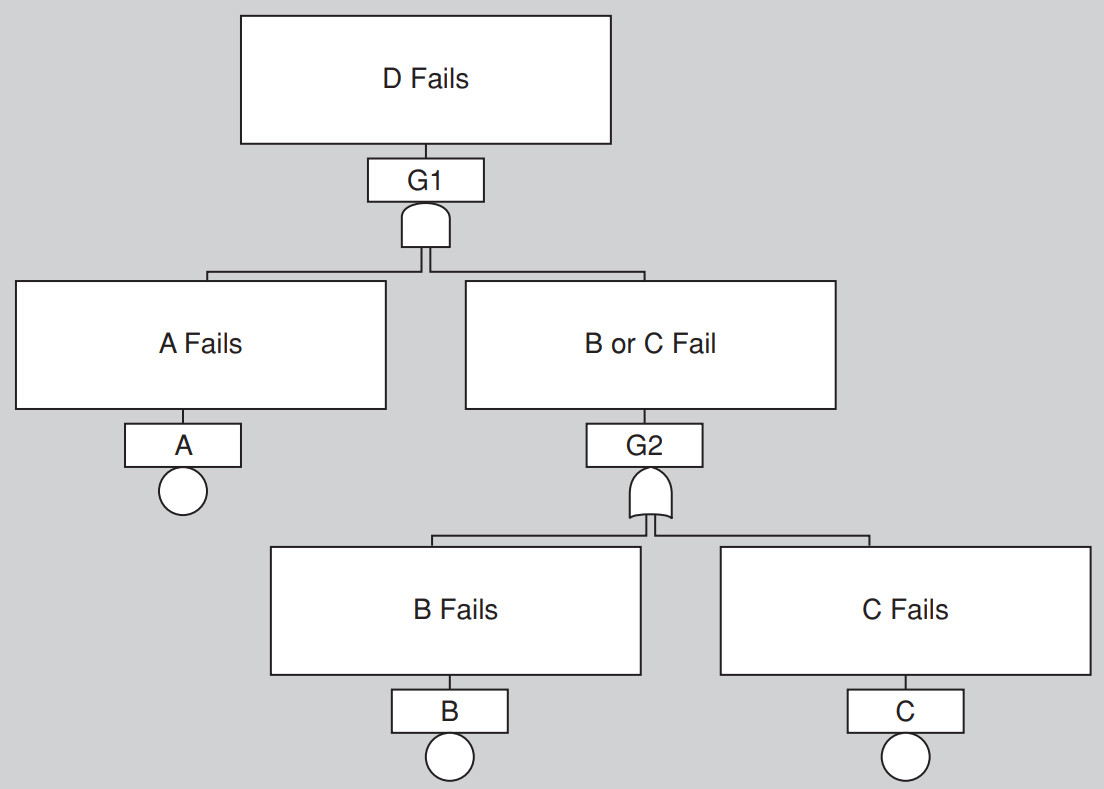 D Fails
G1
A Fails
B or C Fail
A
G2
B Fails
C Fails
B
C